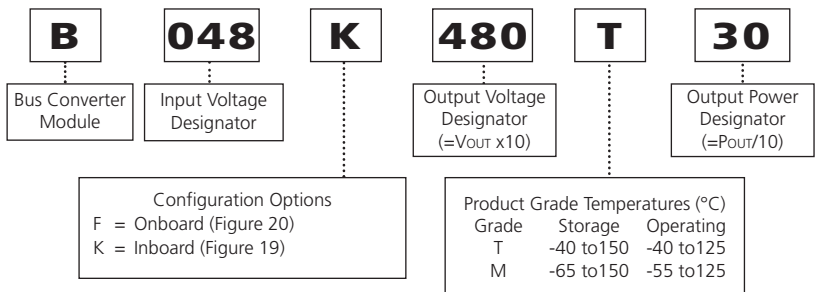 B 048 K 480 T 30
Bus Converter
Module
Input Voltage
Designator
Output Voltage
Designator
(=VOUT x10)
Output Power
Designator
(=POUT/10)
Configuration Options
F = Onboard (Figure 20)
K = Inboard (Figure 19)
Product Grade Temperatures (°C)
Grade Storage Operating
T -40 to150 -40 to125
M -65 to150 -55 to125